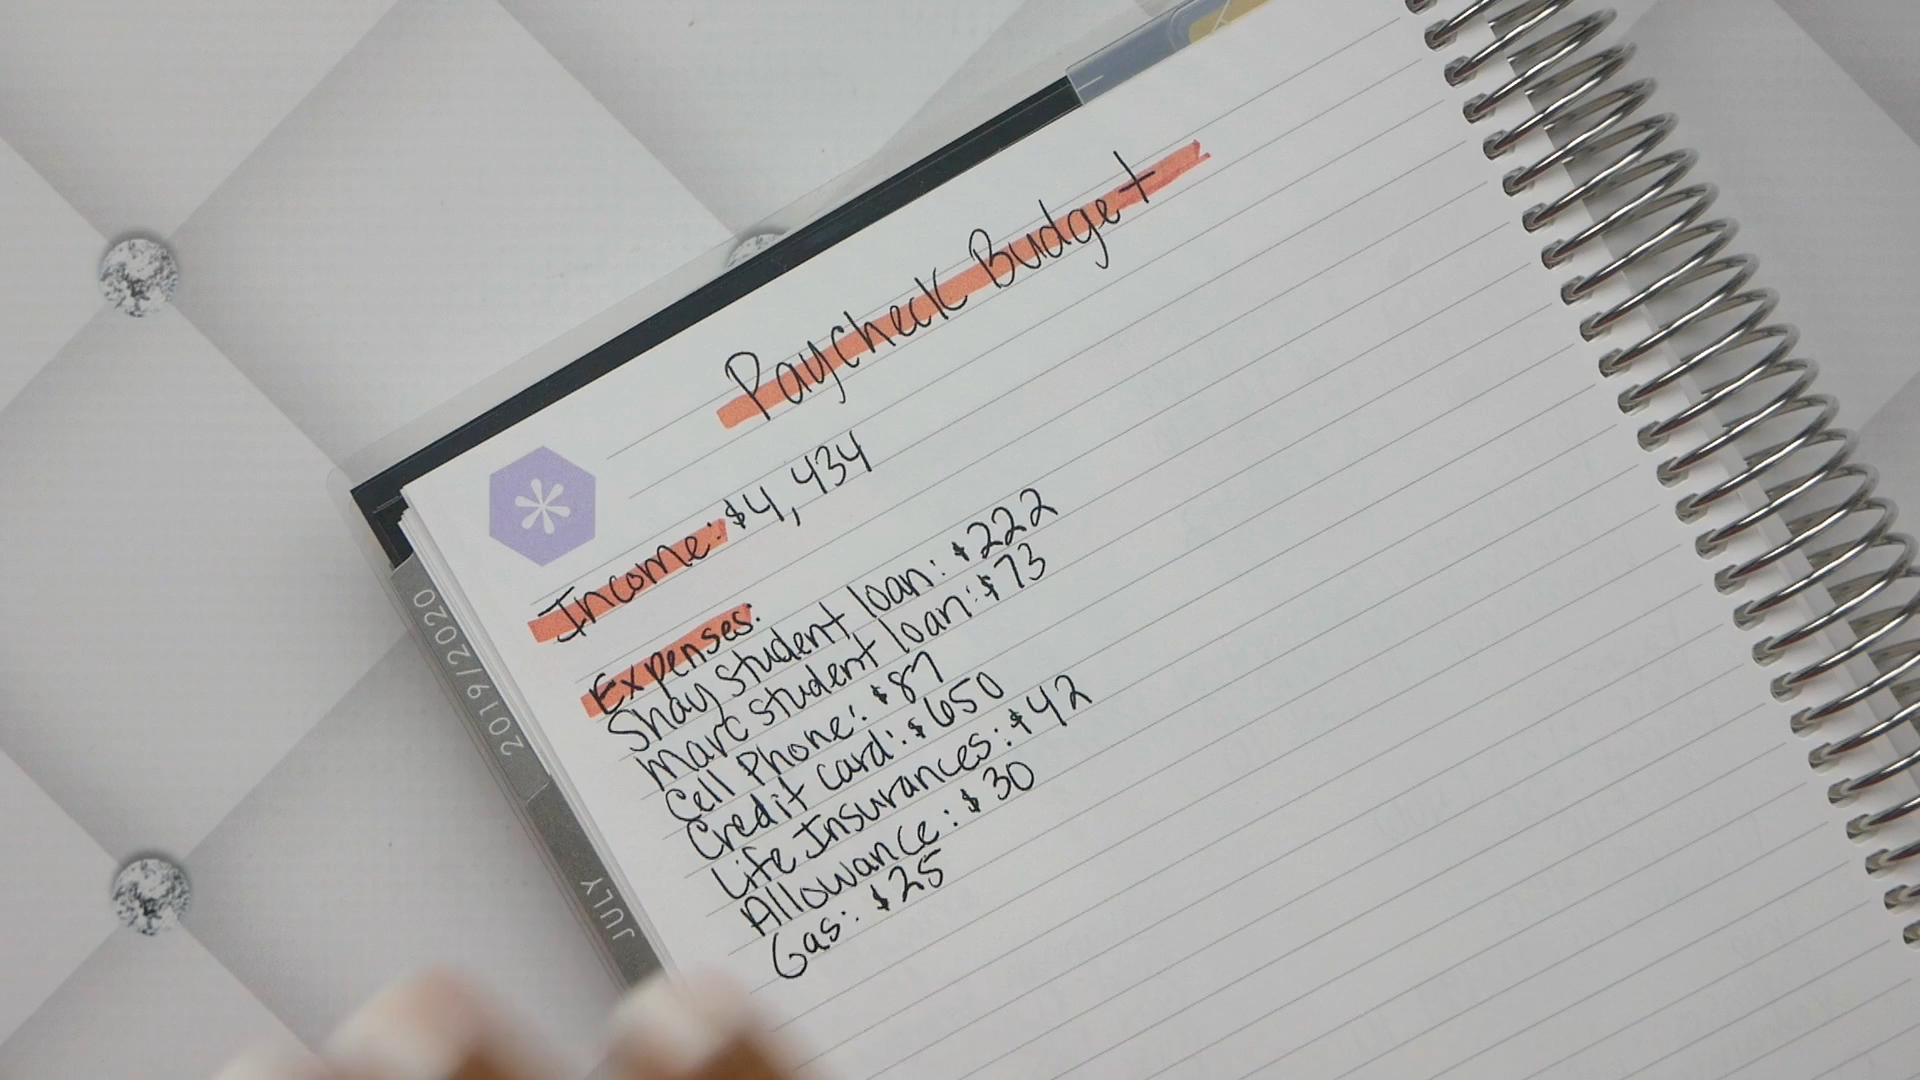 Paycheck Budget
Income: $4,434
Expenses:
Shay Student loan: $222
Marc Student loan: $73
Cell Phone: $87
Credit card: $650
Life Insurances: $42
Allowance: $30
Gas: $25
2019/2020
JULY